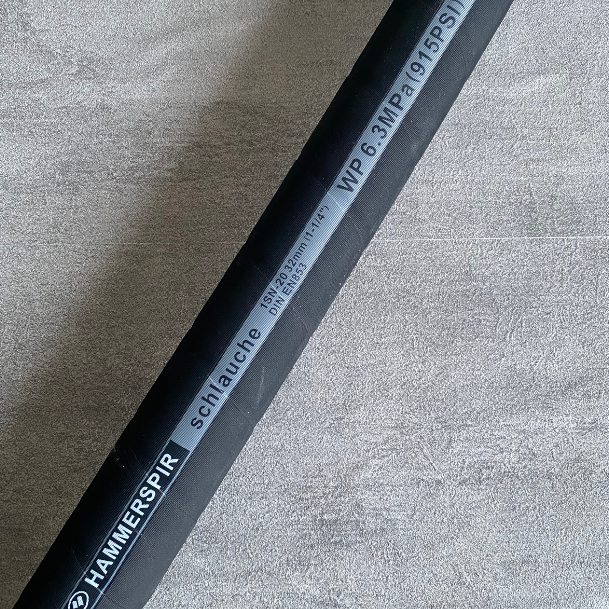 HAMMERSPIR
schlauche
1SN-20 32mm (1-1/4")
DIN EN853
WP 6.3MPa(915PSI)